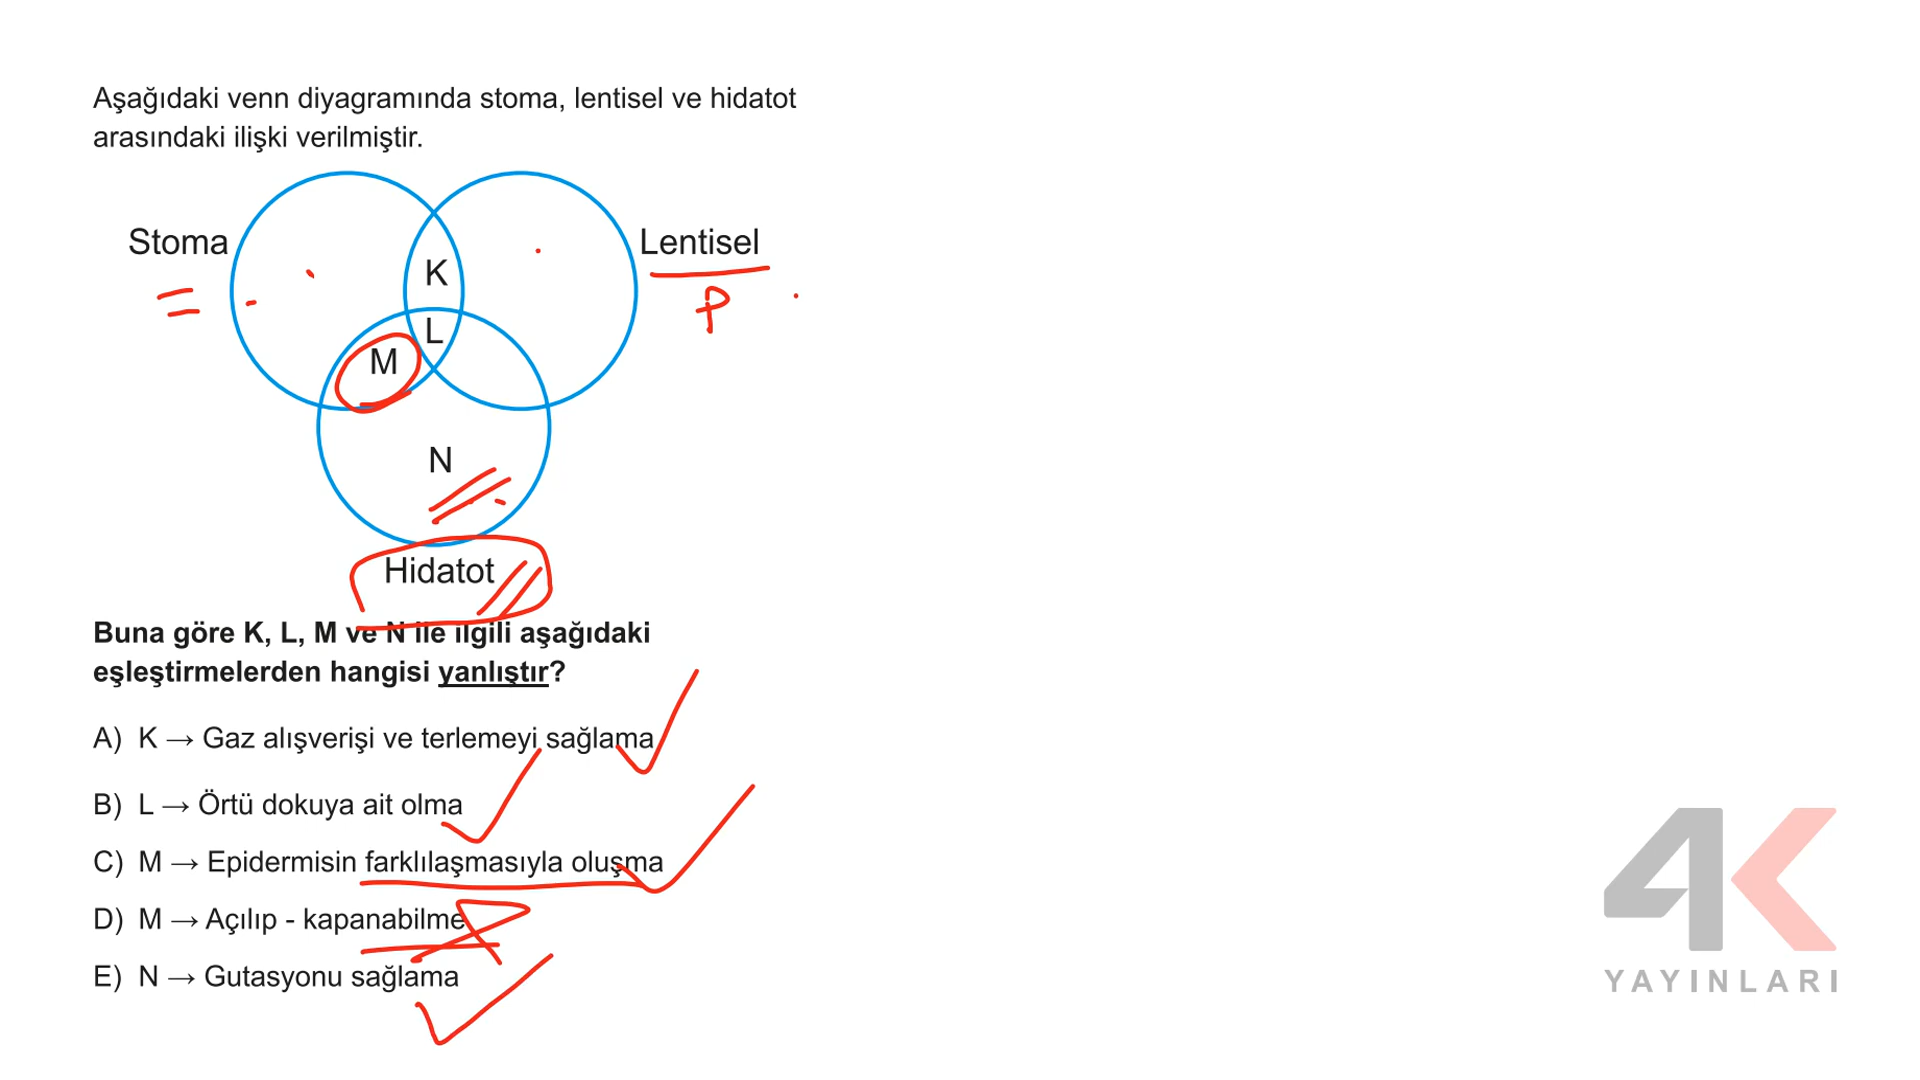 Aşağıdaki venn diyagramında stoma, lentisel ve hidatot
arasındaki ilişki verilmiştir.
Stoma
K
Lentisel
P
L
M
N
Hidatot
Buna göre K, L, M ve N ile ilgili aşağıdaki
eşleştirmelerden hangisi yanlıştır?
A) K → Gaz alışverişi ve terlemeyi sağlama
B) L → Örtü dokuya ait olma
C) M → Epidermisin farklılaşmasıyla oluşma
D) M → Açılıp - kapanabilme
E) N → Gutasyonu sağlama
4K
YAYINLARI